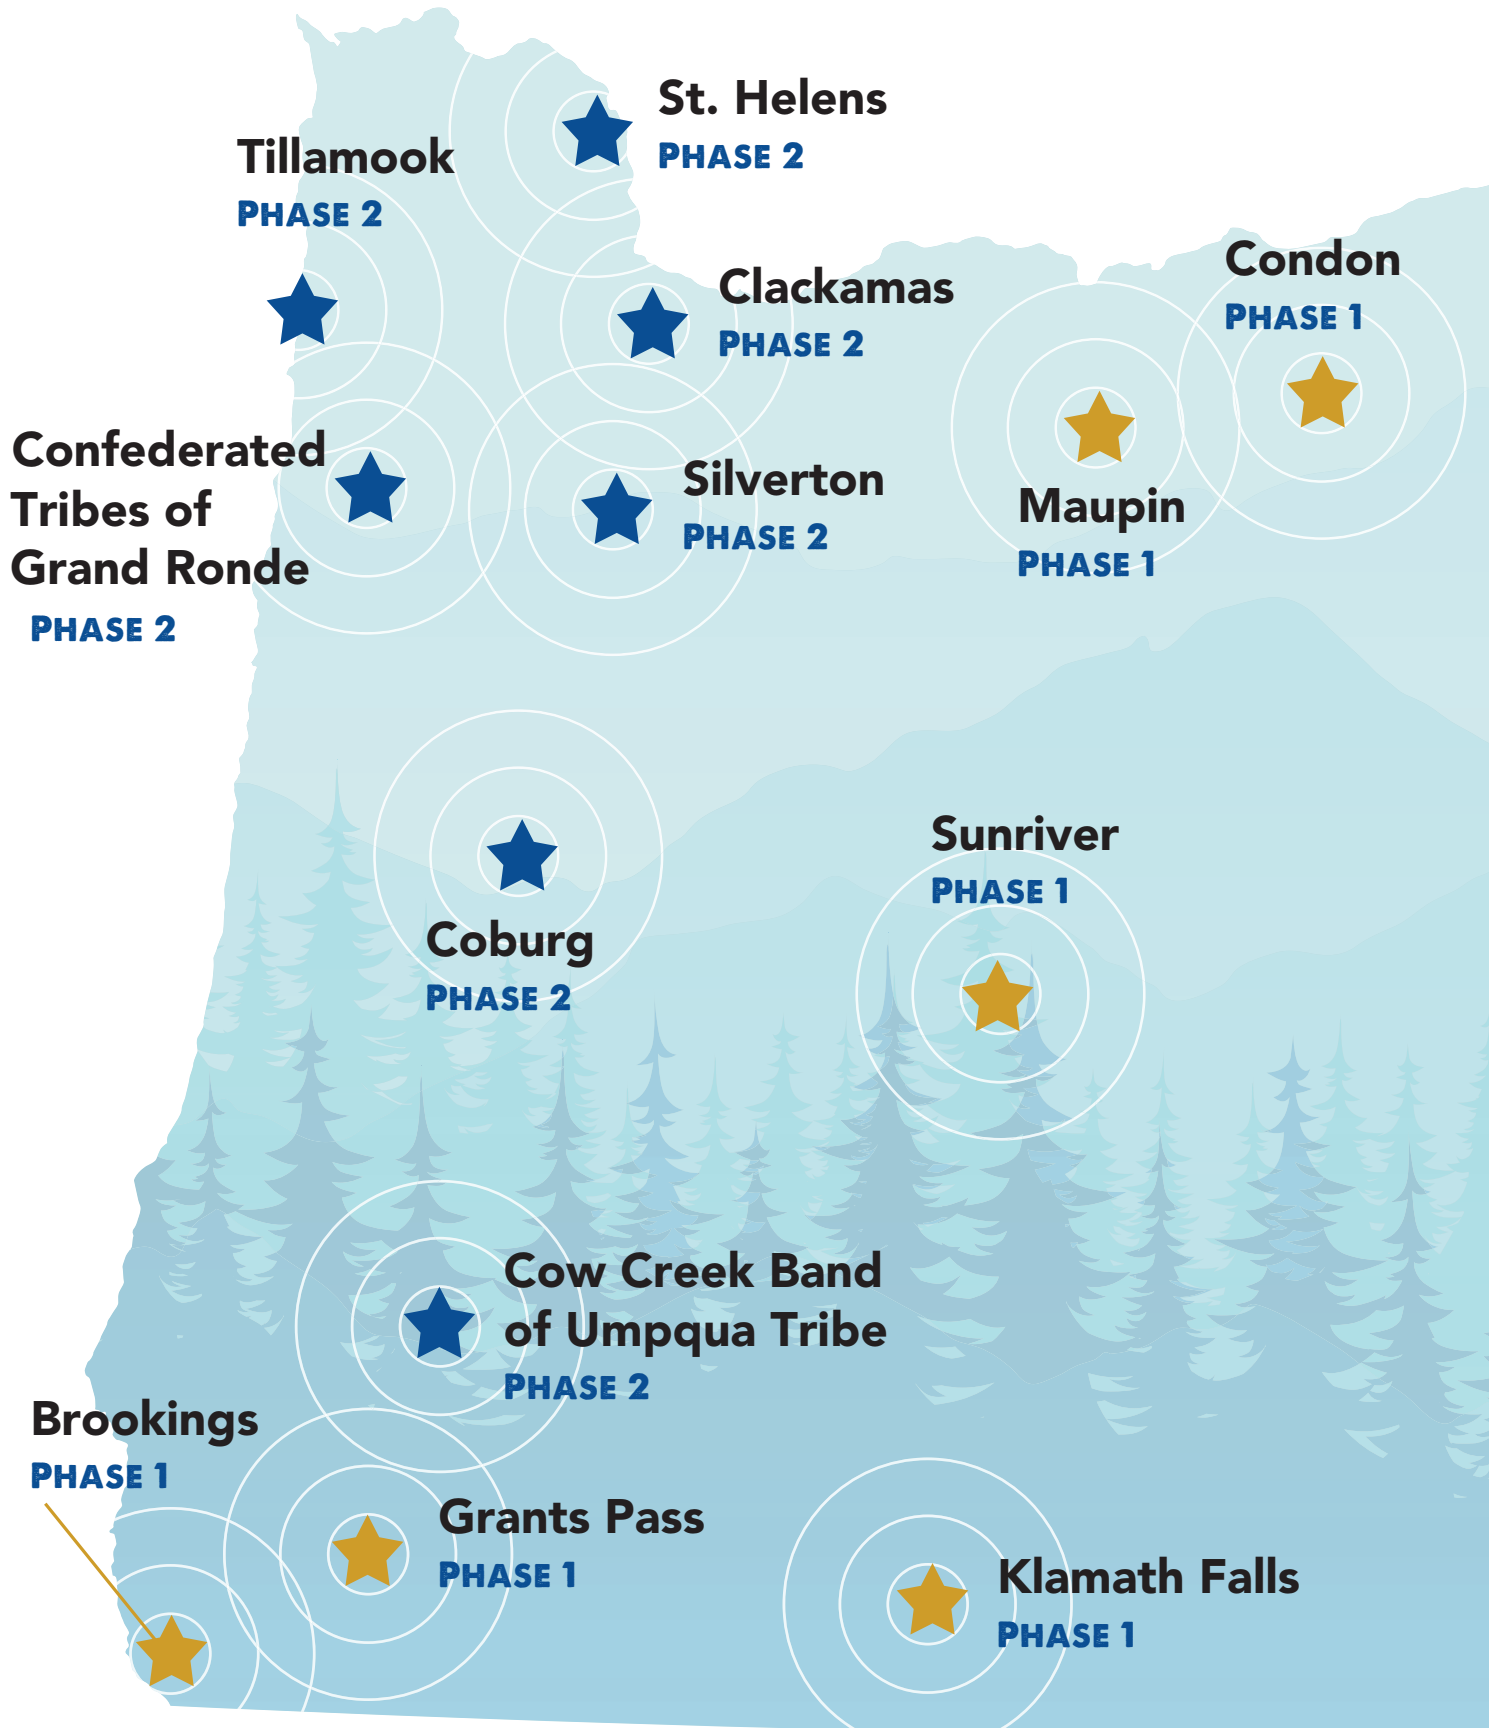 St. Helens
PHASE 2
Tillamook
PHASE 2
Condon
PHASE 1
Clackamas
PHASE 2
Confederated
Tribes of
Grand Ronde
PHASE 2
Silverton
PHASE 2
Maupin
PHASE 1
Sunriver
PHASE 1
Coburg
PHASE 2
Cow Creek Band
of Umpqua Tribe
PHASE 2
Brookings
PHASE 1
Grants Pass
PHASE 1
Klamath Falls
PHASE 1